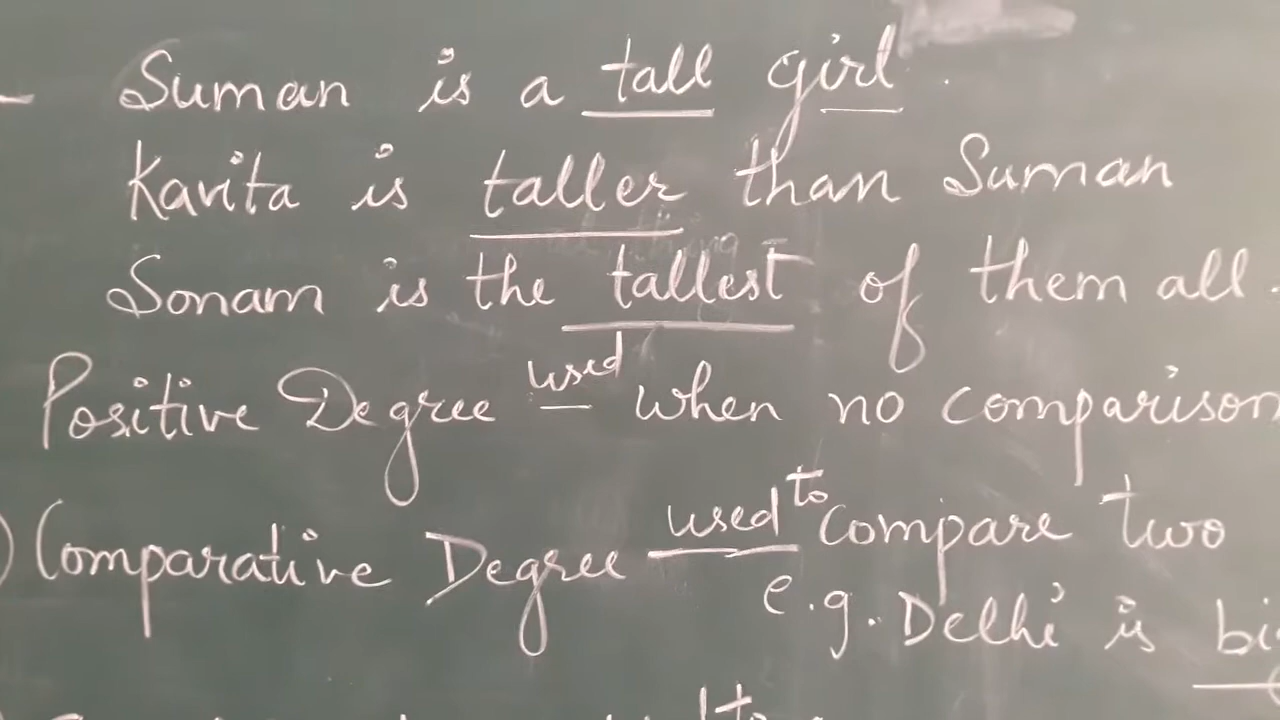 Suman is a tall girl.
Kavita is taller than Suman
Sonam is the tallest of them all.
Positive Degree used when no comparison
Comparative Degree used to compare two
e.g. Delhi is bi